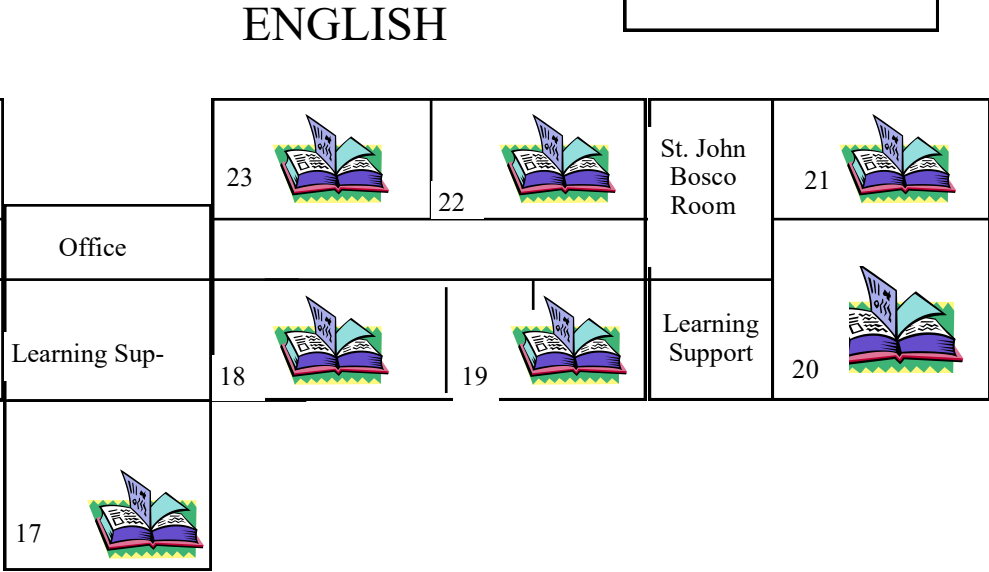 ENGLISH
23
22
St. John
Bosco
Room
21
Office
Learning Sup-
18
19
Learning
Support
20
17